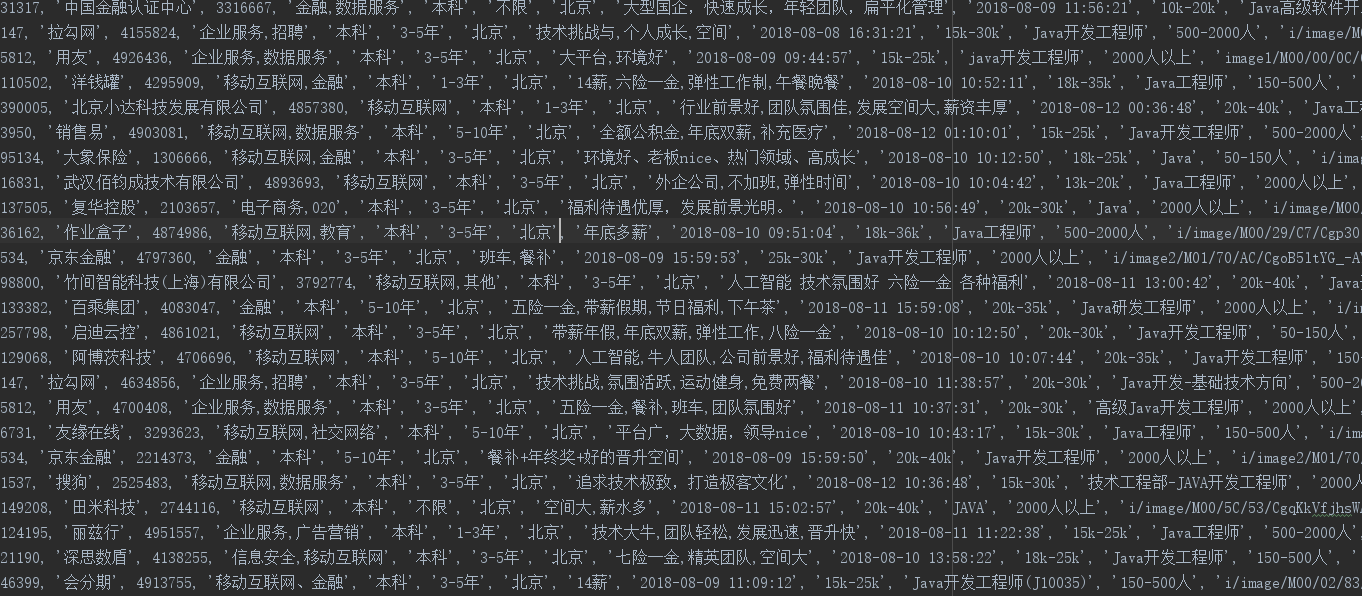 31317, '中国金融认证中心', 3316667, '金融,数据服务', '本科', '不限', '北京', '大型国企，快速成长，年轻团队，扁平化管理', '2018-08-09 11:56:21', '10k-20k', 'Java高级软件开
147, '拉勾网', 4155824, '企业服务,招聘', '本科', '3-5年', '北京', '技术挑战与,个人成长,空间', '2018-08-08 16:31:21', '15k-30k', 'Java开发工程师', '500-2000人', 'i/image/M0
5812, '用友', 4926436, '企业服务,数据服务', '本科', '3-5年', '北京', '大平台,环境好', '2018-08-09 09:44:57', '15k-25k', 'java开发工程师', '2000人以上', 'image1/M00/00/0C/
110502, '洋钱罐', 4295909, '移动互联网,金融', '本科', '1-3年', '北京', '14薪,六险一金,弹性工作制,午餐晚餐', '2018-08-10 10:52:11', '18k-35k', 'Java工程师', '150-500人',
390005, '北京小达科技发展有限公司', 4857380, '移动互联网', '本科', '1-3年', '北京', '行业前景好,团队氛围佳,发展空间大,薪资丰厚', '2018-08-12 00:36:48', '20k-40k', 'Java工
3950, '销售易', 4903081, '移动互联网,数据服务', '本科', '5-10年', '北京', '全额公积金,年底双薪,补充医疗', '2018-08-12 01:10:01', '15k-25k', 'Java开发工程师', '500-2000人'
95134, '大象保险', 1306666, '移动互联网,金融', '本科', '3-5年', '北京', '环境好、老板nice、热门领域、高成长', '2018-08-10 10:12:50', '18k-25k', 'Java', '50-150人', 'i/ima
16831, '武汉佰钧成技术有限公司', 4893693, '移动互联网', '本科', '3-5年', '北京', '外企公司,不加班,弹性时间', '2018-08-10 10:04:42', '13k-20k', 'Java工程师', '2000人以上',
137505, '复华控股', 2103657, '电子商务,O2O', '本科', '3-5年', '北京', '福利待遇优厚，发展前景光明。', '2018-08-10 10:56:49', '20k-30k', 'Java', '2000人以上', 'i/image/M00
36162, '作业盒子', 4874986, '移动互联网,教育', '本科', '3-5年', '北京', '年底多薪', '2018-08-10 09:51:04', '18k-36k', 'Java工程师', '500-2000人', 'i/image/M00/29/C7/Cgp30
534, '京东金融', 4797360, '金融', '本科', '3-5年', '北京', '班车,餐补', '2018-08-09 15:59:53', '25k-30k', 'Java开发工程师', '2000人以上', 'i/image2/M01/70/AC/CgoB5ltYG_-AY
98800, '竹间智能科技(上海)有限公司', 3792774, '移动互联网,其他', '本科', '3-5年', '北京', '人工智能 技术氛围好 六险一金 各种福利', '2018-08-11 13:00:42', '20k-40k', 'Java
133382, '百乘集团', 4083047, '金融', '本科', '5-10年', '北京', '五险一金,带薪假期,节日福利,下午茶', '2018-08-11 15:59:08', '20k-35k', 'Java研发工程师', '2000人以上', 'i/i
257798, '启迪云控', 4861021, '移动互联网', '本科', '3-5年', '北京', '带薪年假,年底双薪,弹性工作,八险一金', '2018-08-10 10:12:50', '20k-30k', 'Java开发工程师', '50-150人',
129068, '阿博茨科技', 4706696, '移动互联网', '本科', '5-10年', '北京', '人工智能,牛人团队,公司前景好,福利待遇佳', '2018-08-10 10:07:44', '20k-35k', 'Java开发工程师', '150
147, '拉勾网', 4634856, '企业服务,招聘', '本科', '3-5年', '北京', '技术挑战,氛围活跃,运动健身,免费两餐', '2018-08-10 11:38:57', '20k-30k', 'Java开发-基础技术方向', '500-2
5812, '用友', 4700408, '企业服务,数据服务', '本科', '3-5年', '北京', '五险一金,餐补,班车,团队氛围好', '2018-08-11 10:37:31', '20k-30k', '高级Java开发工程师', '2000人以上'
6731, '友缘在线', 3293623, '移动互联网,社交网络', '本科', '5-10年', '北京', '平台广，大数据，领导nice', '2018-08-10 10:43:17', '15k-30k', 'Java工程师', '150-500人', 'i/ima
534, '京东金融', 2214373, '金融', '本科', '5-10年', '北京', '餐补+年终奖+好的晋升空间', '2018-08-09 15:59:50', '20k-40k', 'Java开发工程师', '2000人以上', 'i/image2/M01/70
1537, '搜狗', 2525483, '移动互联网,数据服务', '本科', '3-5年', '北京', '追求技术极致，打造极客文化', '2018-08-12 10:36:48', '15k-30k', '技术工程部-JAVA开发工程师', '2000人
149208, '田米科技', 2744116, '移动互联网', '本科', '不限', '北京', '空间大,薪水多', '2018-08-11 15:02:57', '20k-40k', 'JAVA', '2000人以上', 'i/image/M00/5C/53/CgqKkVfjhsWA
124195, '丽兹行', 4951557, '企业服务,广告营销', '本科', '1-3年', '北京', '技术大牛,团队轻松,发展迅速,晋升快', '2018-08-11 11:22:38', '15k-30k', 'Java工程师', '500-2000人'
21190, '深思数盾', 4138255, '信息安全,移动互联网', '本科', '3-5年', '北京', '七险一金,精英团队,空间大', '2018-08-10 13:58:22', '18k-25k', 'Java开发工程师', '150-500人',
46399, '会分期', 4913755, '移动互联网、金融', '本科', '3-5年', '北京', '14薪', '2018-08-09 11:09:12', '15k-25k', 'Java开发工程师(J10035)', '150-500人', 'i/image/M00/02/83